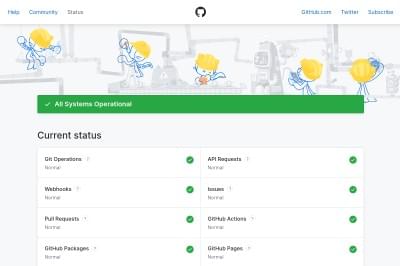 Help Community Status GitHub.com Twitter Subscribe
All Systems Operational
Current status
Git Operations ? API Requests ?
Normal Normal
Webhooks ? Issues ?
Normal Normal
Pull Requests GitHub Actions
Normal Normal
GitHub Packages GitHub Pages
Normal Normal